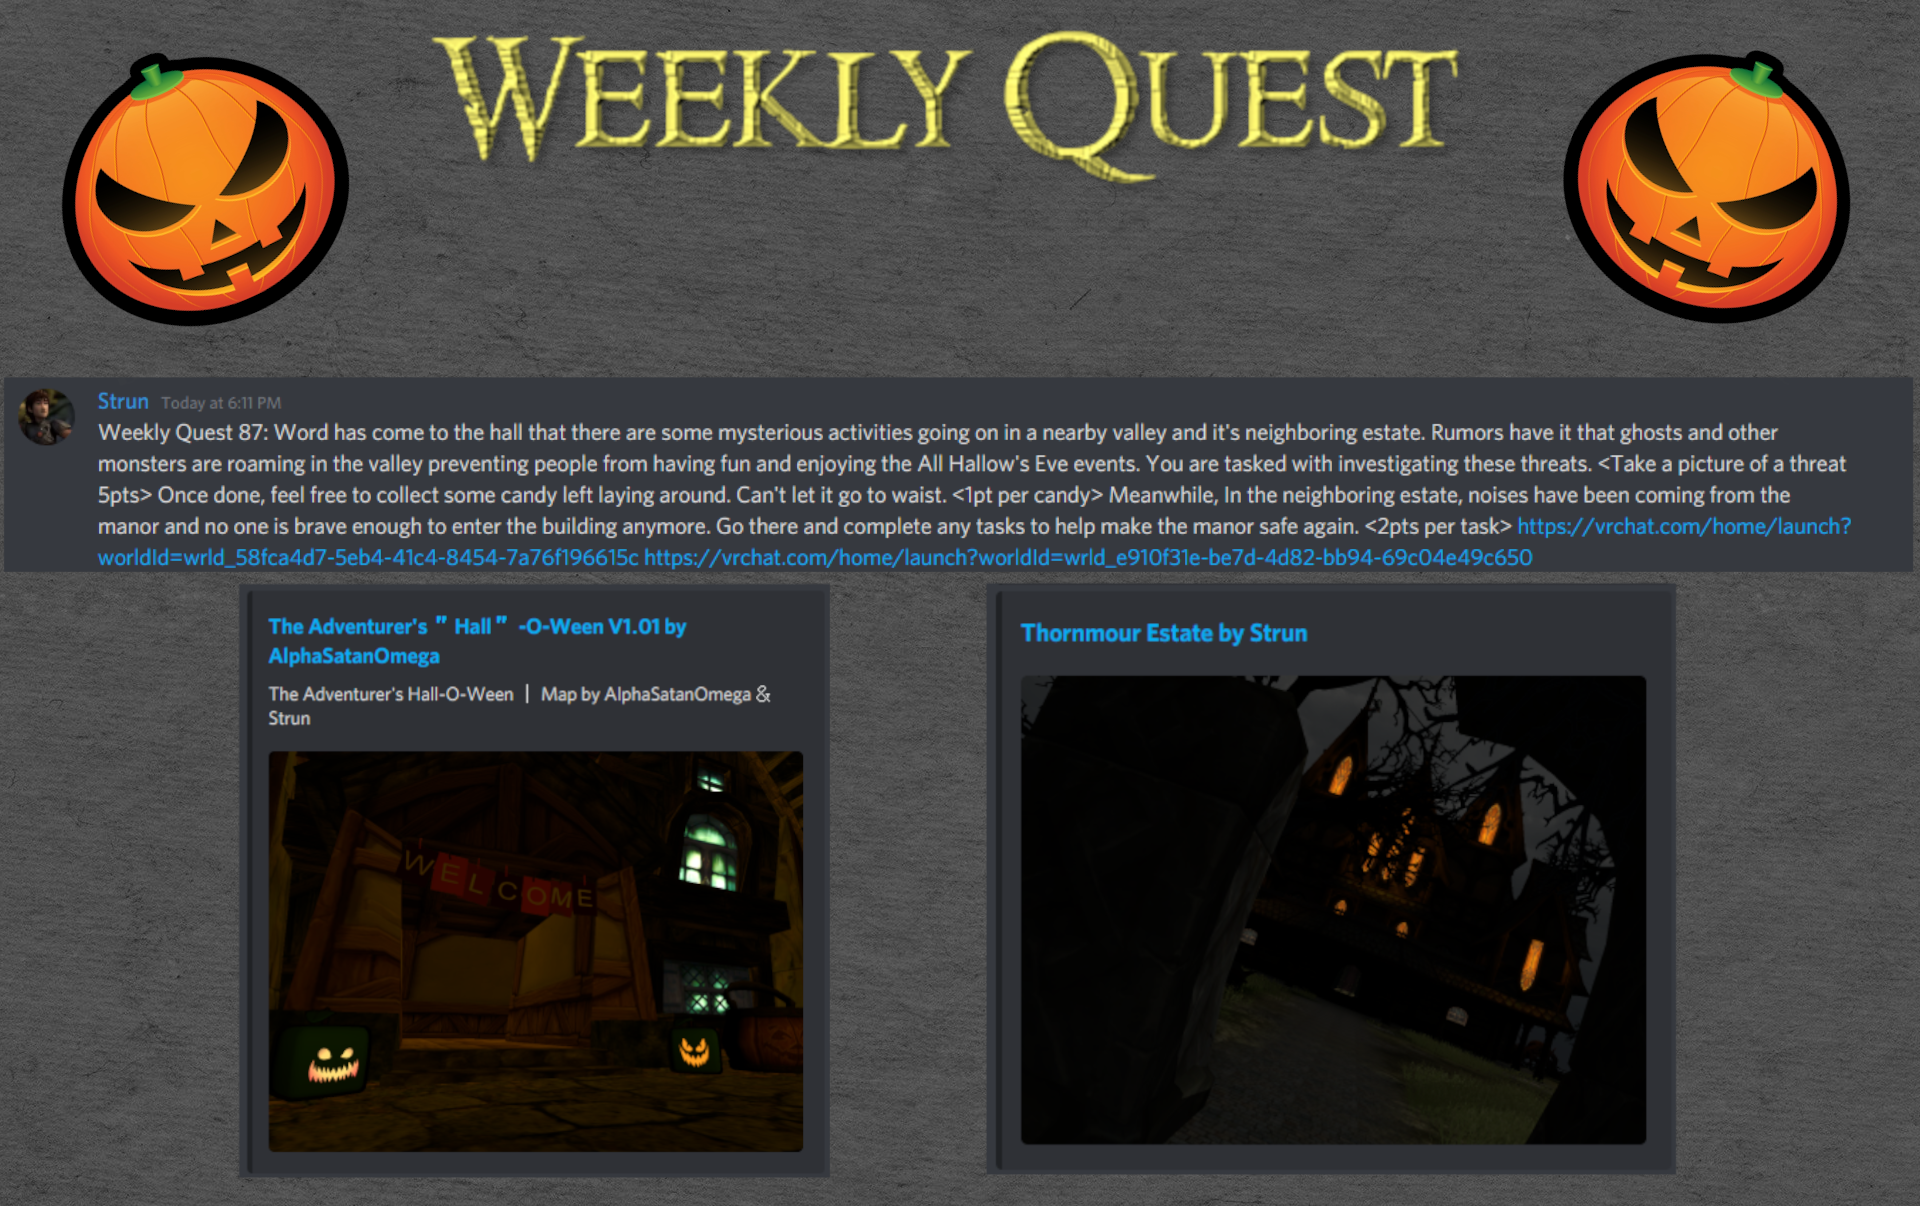 WEEKLY QUEST
Strun Today at 6:11 PM
Weekly Quest 87: Word has come to the hall that there are some mysterious activities going on in a nearby valley and it's neighboring estate. Rumors have it that ghosts and other
monsters are roaming in the valley preventing people from having fun and enjoying the All Hallow's Eve events. You are tasked with investigating these threats. <Take a picture of a threat
5pts> Once done, feel free to collect some candy left laying around. Can't let it go to waist. <1pt per candy> Meanwhile, In the neighboring estate, noises have been coming from the
manor and no one is brave enough to enter the building anymore. Go there and complete any tasks to help make the manor safe again. <2pts per task> https://vrchat.com/home/launch?
worldId=wrld_58fca4d7-5eb4-41c4-8454-7a76f196615c https://vrchat.com/home/launch?worldId=wrld_e910f31e-be7d-4d82-bb94-69c04e49c650
The Adventurer's ＂Hall＂ -O-Ween V1.01 by
AlphaSatanOmega
The Adventurer's Hall-O-Ween ｜ Map by AlphaSatanOmega &
Strun
WELCOME
Thornmour Estate by Strun